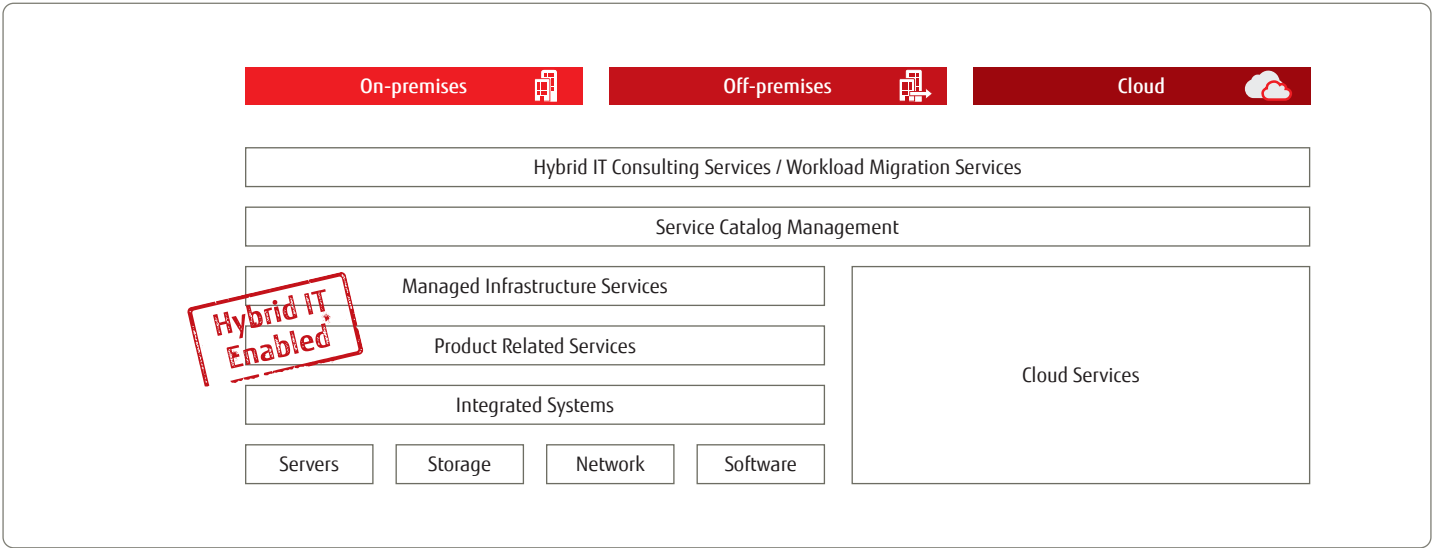 On-premises
Off-premises
Cloud
Hybrid IT Consulting Services / Workload Migration Services
Service Catalog Management
Managed Infrastructure Services
Hybrid IT
Enabled
Product Related Services
Cloud Services
Integrated Systems
Servers
Storage
Network
Software